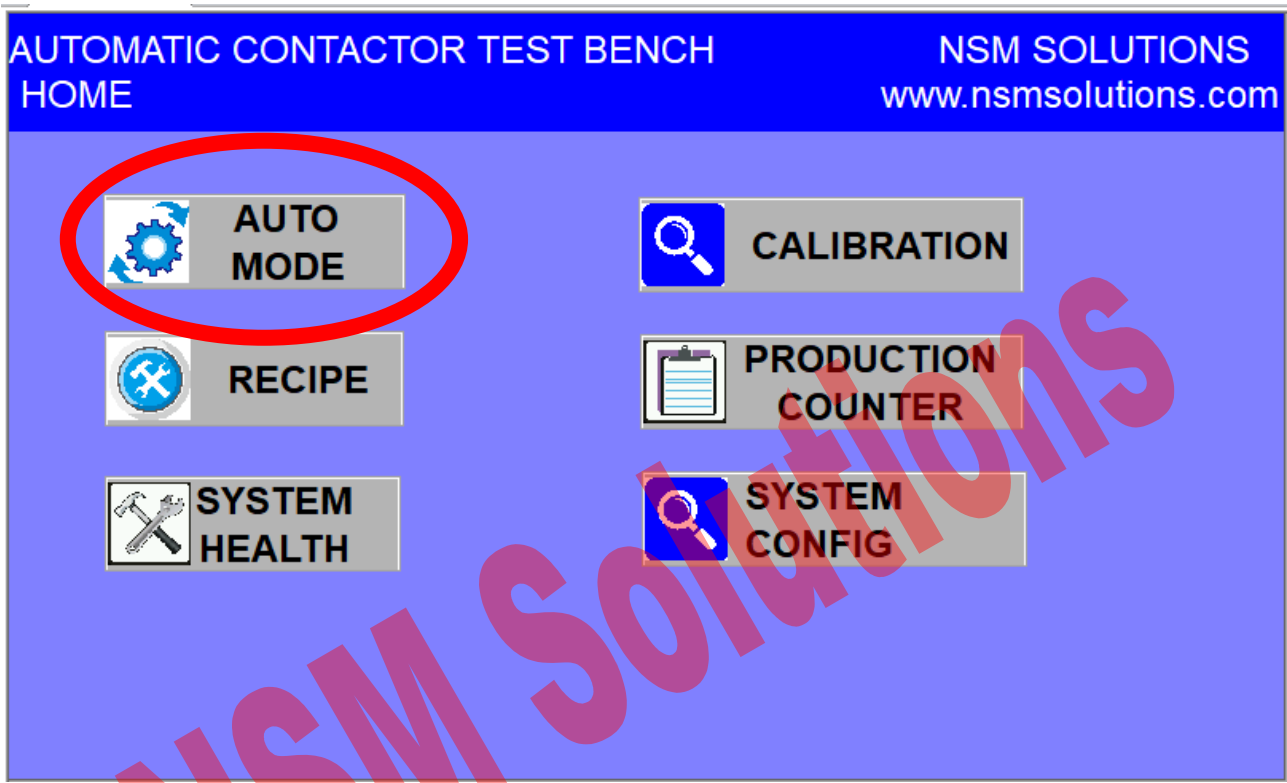 AUTOMATIC CONTACTOR TEST BENCH
HOME
NSM SOLUTIONS
www.nsmsolutions.com
AUTO
MODE
CALIBRATION
RECIPE
PRODUCTION
COUNTER
SYSTEM
HEALTH
SYSTEM
CONFIG
NSM Solutions